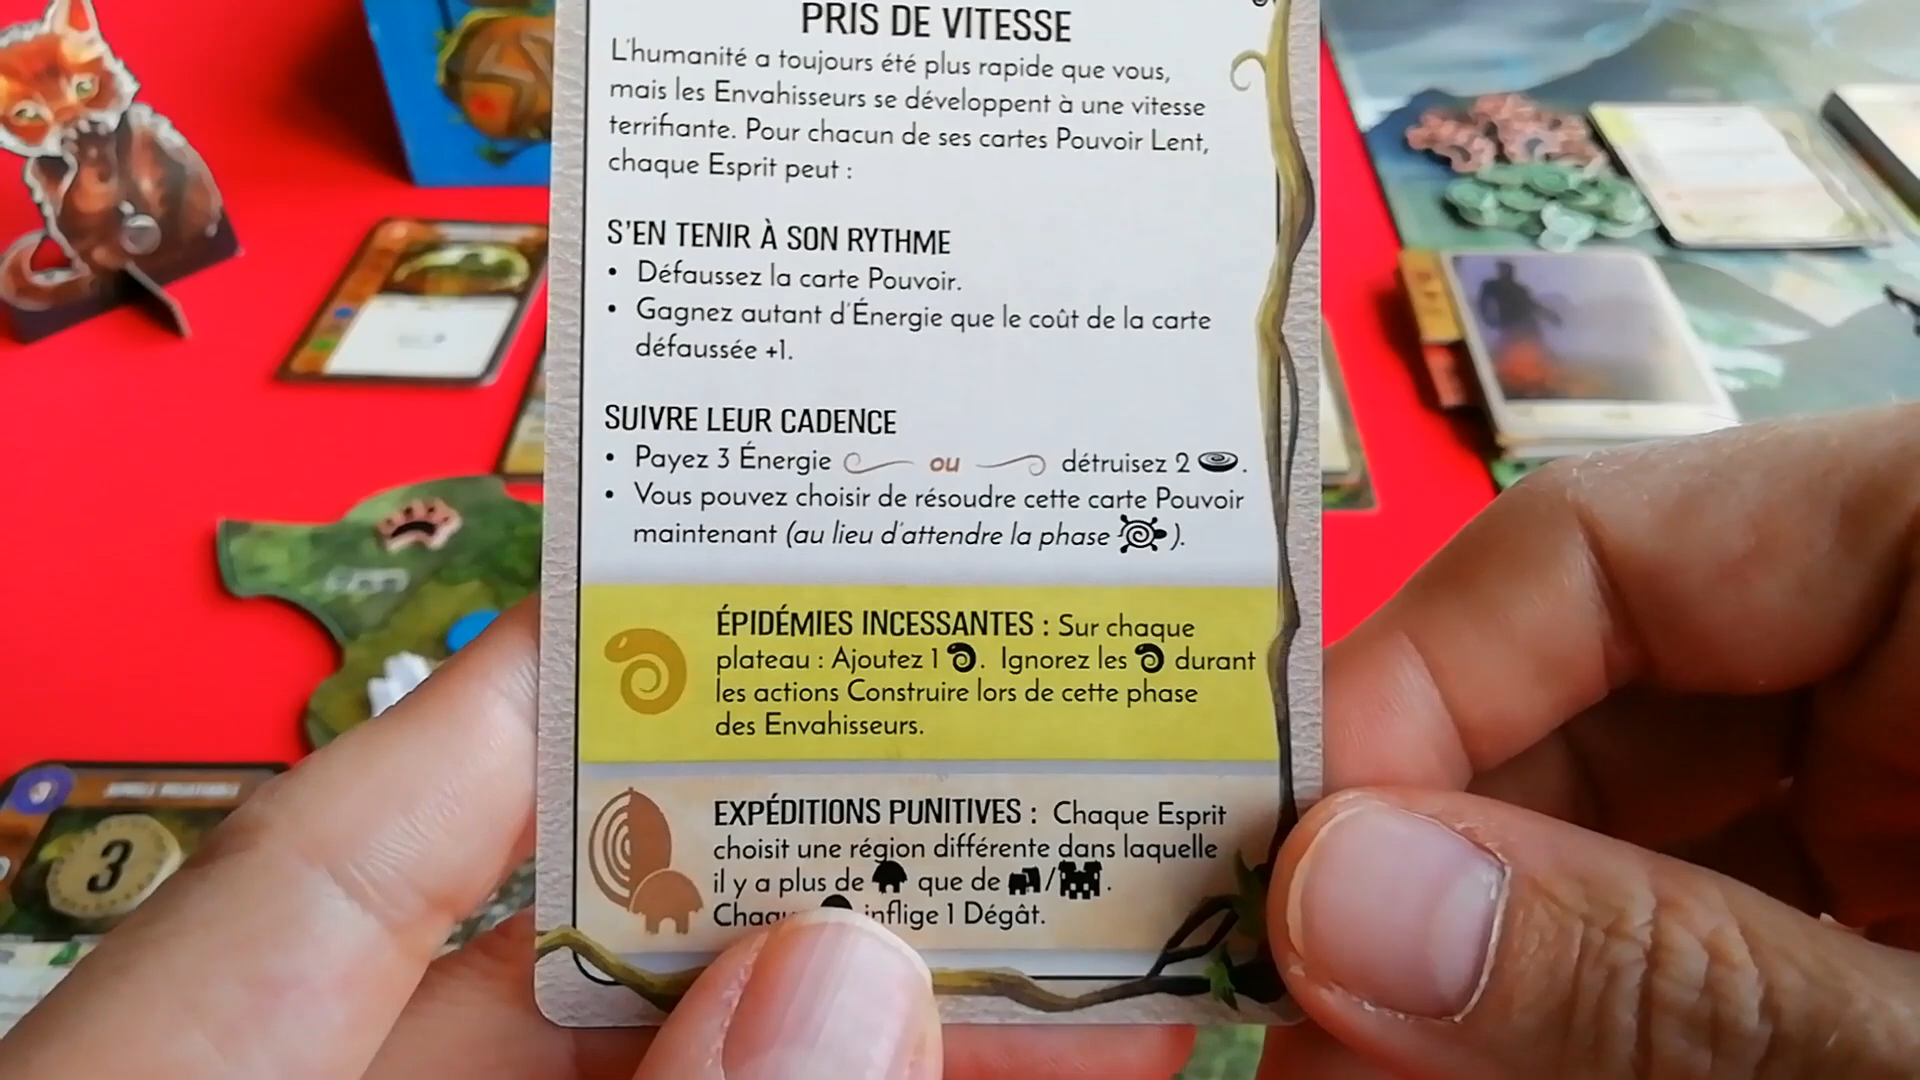 PRIS DE VITESSE
L'humanité a toujours été plus rapide que vous,
mais les Envahisseurs se développent à une vitesse
terrifiante. Pour chacun de ses cartes Pouvoir Lent,
chaque Esprit peut :
S'EN TENIR À SON RYTHME
• Défaussez la carte Pouvoir.
• Gagnez autant d'Énergie que le coût de la carte
défaussée +1.
SUIVRE LEUR CADENCE
• Payez 3 Énergie ou détruisez 2 .
• Vous pouvez choisir de résoudre cette carte Pouvoir
maintenant (au lieu d'attendre la phase ).
ÉPIDÉMIES INCESSANTES : Sur chaque
plateau : Ajoutez 1 . Ignorez les durant
les actions Construire lors de cette phase
des Envahisseurs.
EXPÉDITIONS PUNITIVES : Chaque Esprit
choisit une région différente dans laquelle
il y a plus de que de / .
inflige 1 Dégât.
3